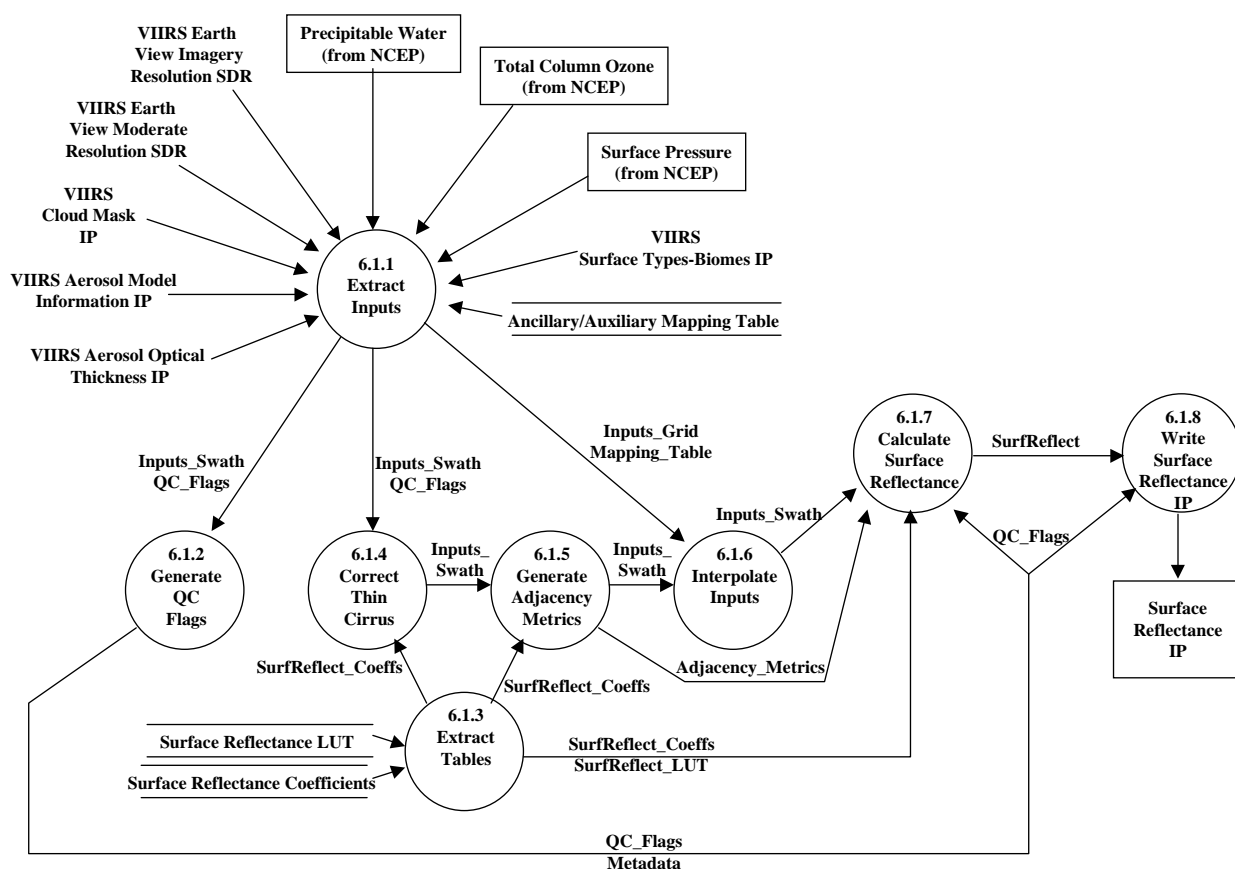 VIIRS Earth
View Imagery
Resolution SDR
Precipitable Water
(from NCEP)
Total Column Ozone
(from NCEP)
VIIRS Earth
View Moderate
Resolution SDR
Surface Pressure
(from NCEP)
VIIRS
Cloud Mask
IP
VIIRS
Surface Types-Biomes IP
6.1.1
Extract
Inputs
VIIRS Aerosol Model
Information IP
Ancillary/Auxiliary Mapping Table
VIIRS Aerosol Optical
Thickness IP
Inputs_Swath
QC_Flags
Inputs_Swath
QC_Flags
Inputs_Grid
Mapping_Table
6.1.7
Calculate
Surface
Reflectance
SurfReflect
6.1.8
Write
Surface
Reflectance
IP
Inputs_Swath
QC_Flags
6.1.2
Generate
QC
Flags
6.1.4
Correct
Thin
Cirrus
Inputs_
Swath
6.1.5
Generate
Adjacency
Metrics
Inputs_
Swath
6.1.6
Interpolate
Inputs
Surface
Reflectance
IP
SurfReflect_Coeffs
SurfReflect_Coeffs
Adjacency_Metrics
6.1.3
Extract
Tables
Surface Reflectance LUT
Surface Reflectance Coefficients
SurfReflect_Coeffs
SurfReflect_LUT
QC_Flags
Metadata